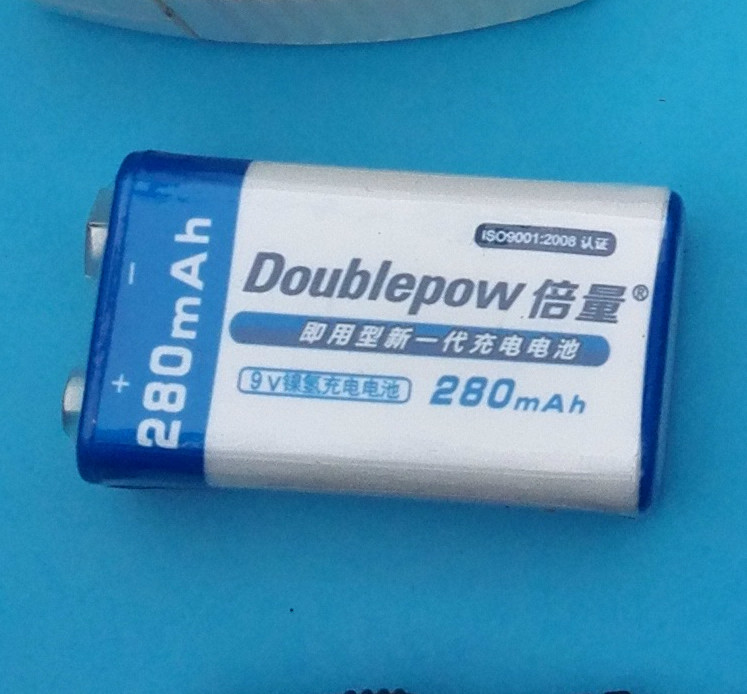 ISO9001:2008 认证
Doublepow 倍量®
即用型新一代充电电池
9V镍氢充电电池 280mAh
280mAh
+ −